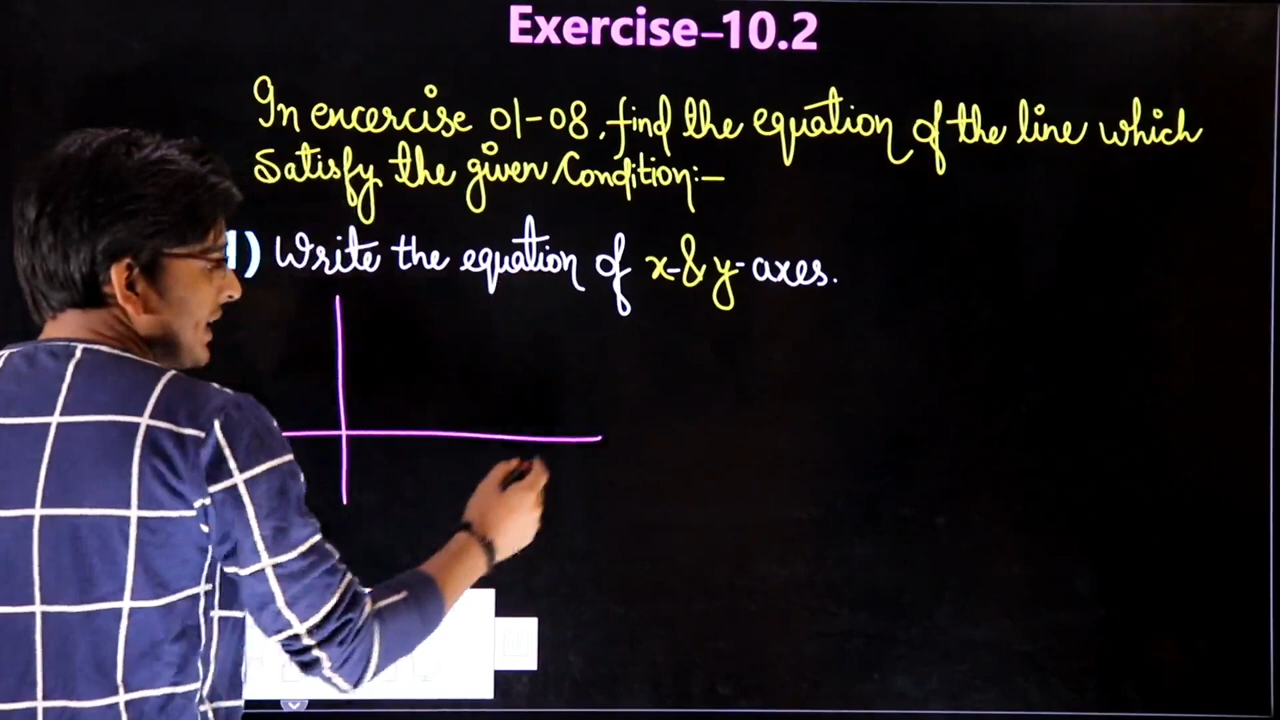 Exercise-10.2
In encercise 01-08, find the equation of the line which
Satisfy the given Condition:-
1) Write the equation of x-&y-axes.